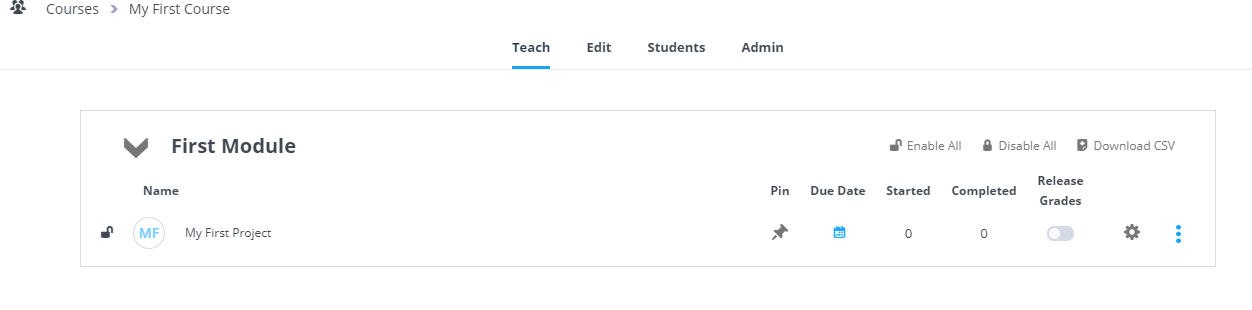 Courses > My First Course
Teach Edit Students Admin
First Module Enable All Disable All Download CSV
Name Pin Due Date Started Completed Release
Grades
MF My First Project 0 0